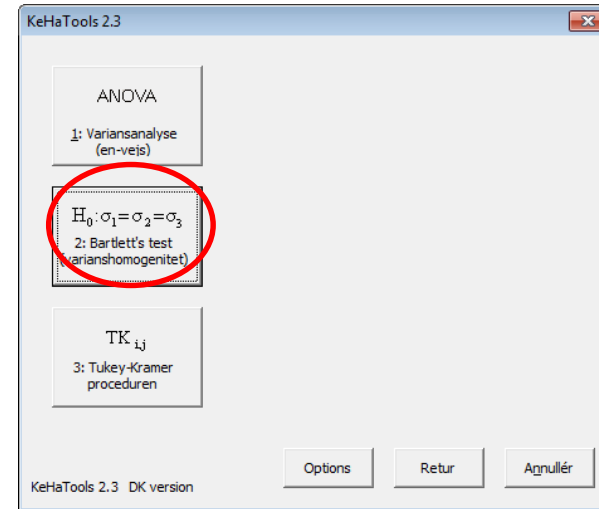 KeHaTools 2.3
ANOVA
1: Variansanalyse
(en-vejs)
H₀:σ₁=σ₂=σ₃
2: Bartlett's test
(varianshomogenitet)
TK i,j
3: Tukey-Kramer
proceduren
Options
Retur
Annullér
KeHaTools 2.3 DK version